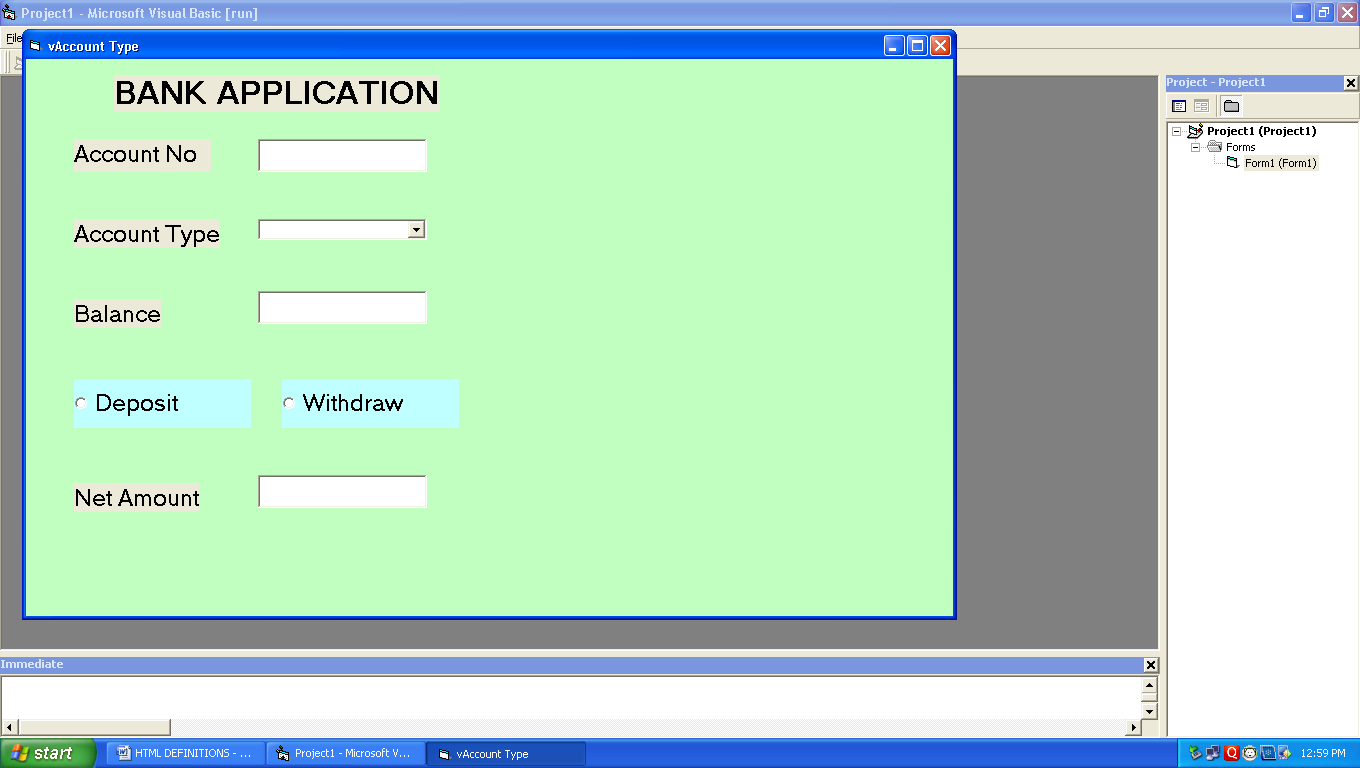 Project1 - Microsoft Visual Basic [run]
File
vAccount Type
BANK APPLICATION
Account No
Account Type
Balance
Deposit
Withdraw
Net Amount
Project - Project1
Project1 (Project1)
Forms
Form1 (Form1)
Immediate
start
HTML DEFINITIONS - ...
Project1 - Microsoft V...
vAccount Type
12:59 PM